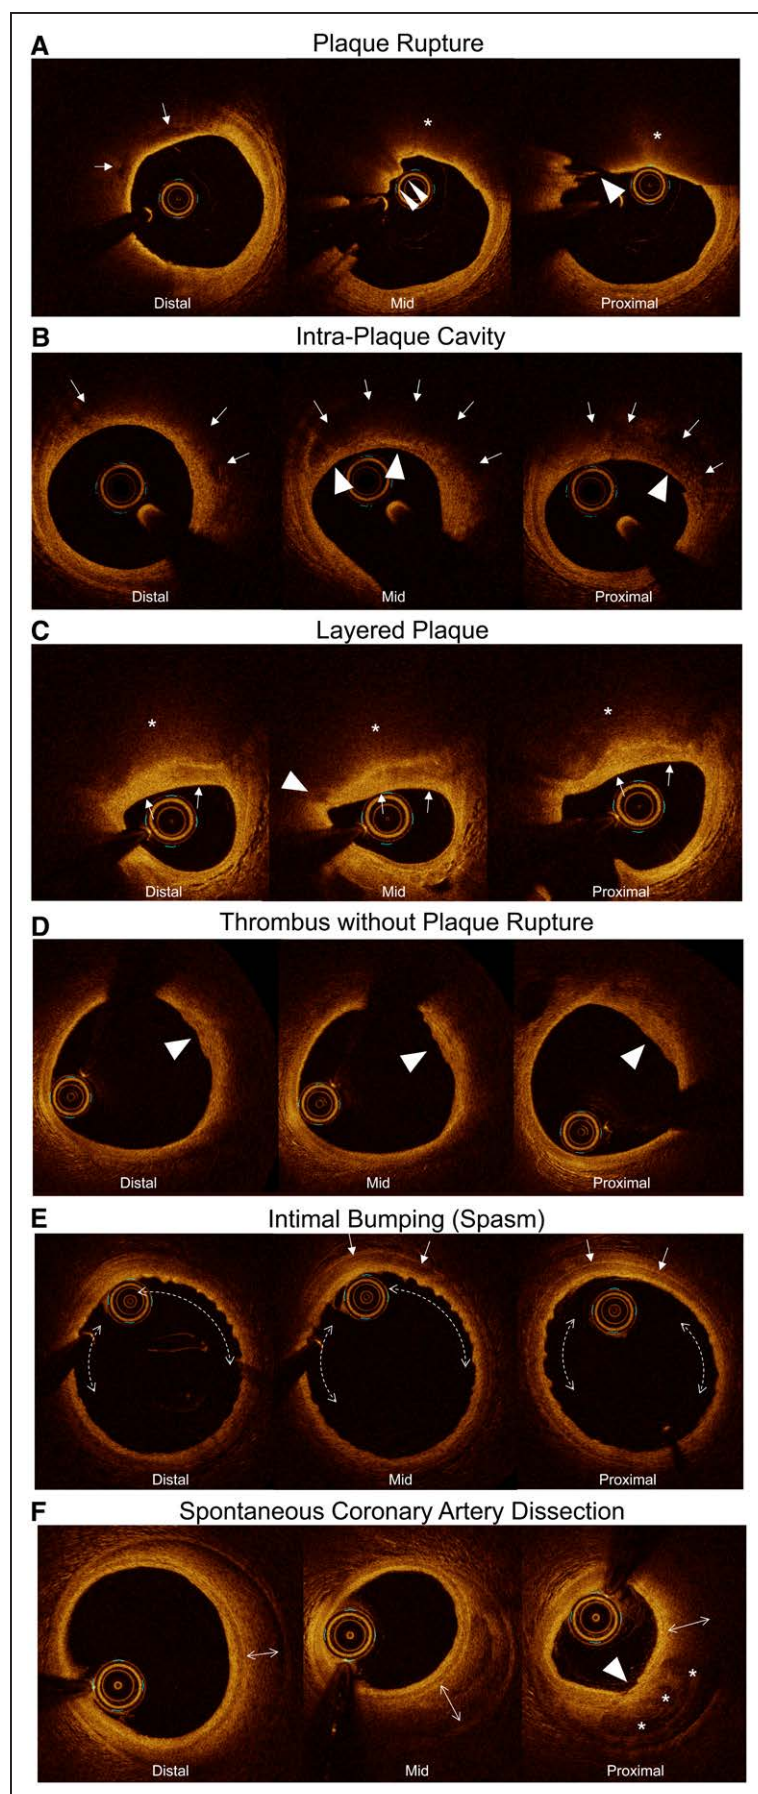 A Plaque Rupture
* *
Distal Mid Proximal
B Intra-Plaque Cavity
Distal Mid Proximal
C Layered Plaque
* * *
Distal Mid Proximal
D Thrombus without Plaque Rupture
Distal Mid Proximal
E Intimal Bumping (Spasm)
Distal Mid Proximal
F Spontaneous Coronary Artery Dissection
* * *
Distal Mid Proximal